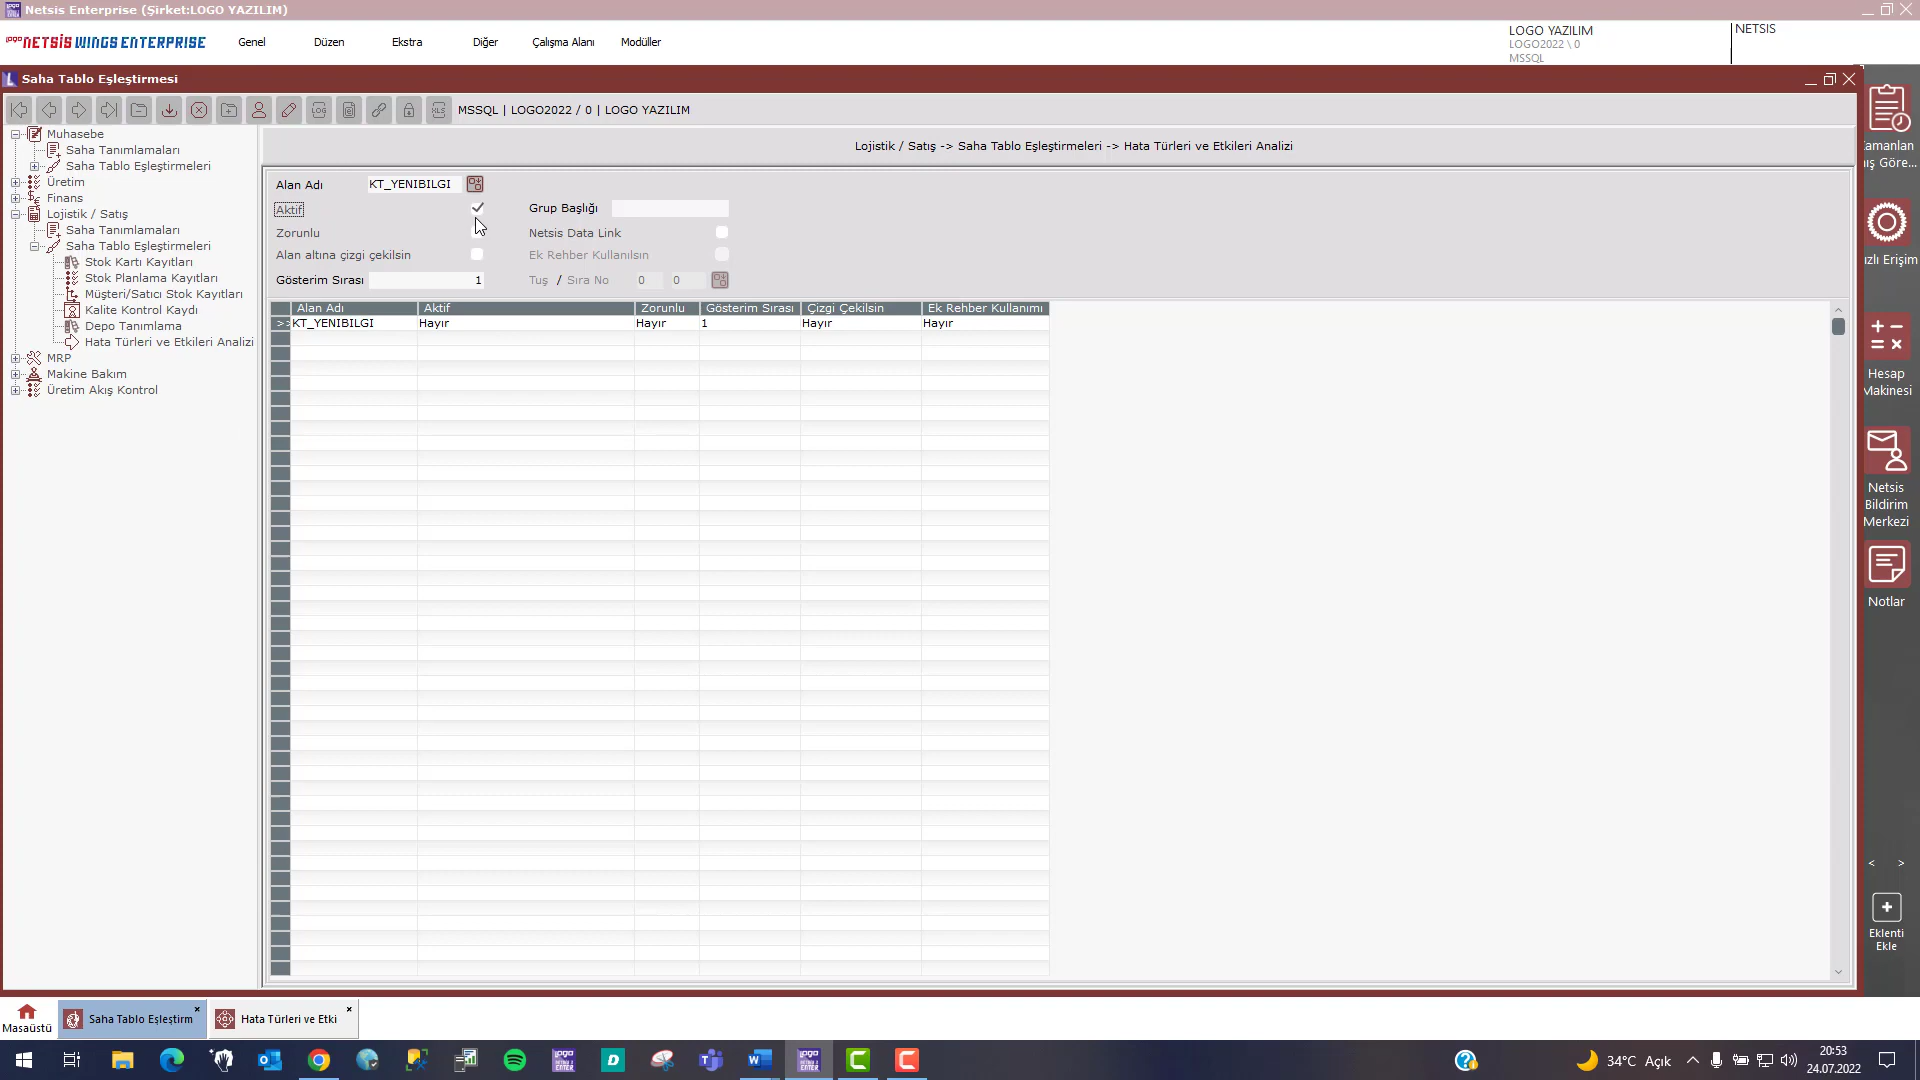 Netsis Enterprise (Şirket:LOGO YAZILIM)
LOGO NETSİS WINGS ENTERPRISE
Genel
Düzen
Ekstra
Diğer
Çalışma Alanı
Modüller
LOGO YAZILIM
LOGO2022 \ 0
MSSQL
NETSIS
Saha Tablo Eşleştirmesi
MSSQL | LOGO2022 / 0 | LOGO YAZILIM
Muhasebe
Saha Tanımlamaları
Saha Tablo Eşleştirmeleri
Üretim
Finans
Lojistik / Satış
Saha Tanımlamaları
Saha Tablo Eşleştirmeleri
Stok Kartı Kayıtları
Stok Planlama Kayıtları
Müşteri/Satıcı Stok Kayıtları
Kalite Kontrol Kaydı
Depo Tanımlama
Hata Türleri ve Etkileri Analizi
MRP
Makine Bakım
Üretim Akış Kontrol
Lojistik / Satış -> Saha Tablo Eşleştirmeleri -> Hata Türleri ve Etkileri Analizi
Alan Adı KT_YENIBILGI
Aktif
Grup Başlığı
Zorunlu
Netsis Data Link
Alan altına çizgi çekilsin
Ek Rehber Kullanılsın
Gösterim Sırası 1
Tuş / Sıra No 0 0
Alan Adı Aktif Zorunlu Gösterim Sırası Çizgi Çekilsin Ek Rehber Kullanımı
>> KT_YENIBILGI Hayır Hayır 1 Hayır Hayır
amanlan
ış Göre...
ızlı Erişim
Hesap
Makinesi
Netsis
Bildirim
Merkezi
Notlar
< >
Eklenti
Ekle
Masaüstü
Saha Tablo Eşleştirm
Hata Türleri ve Etki
34°C Açık
20:53
24.07.2022